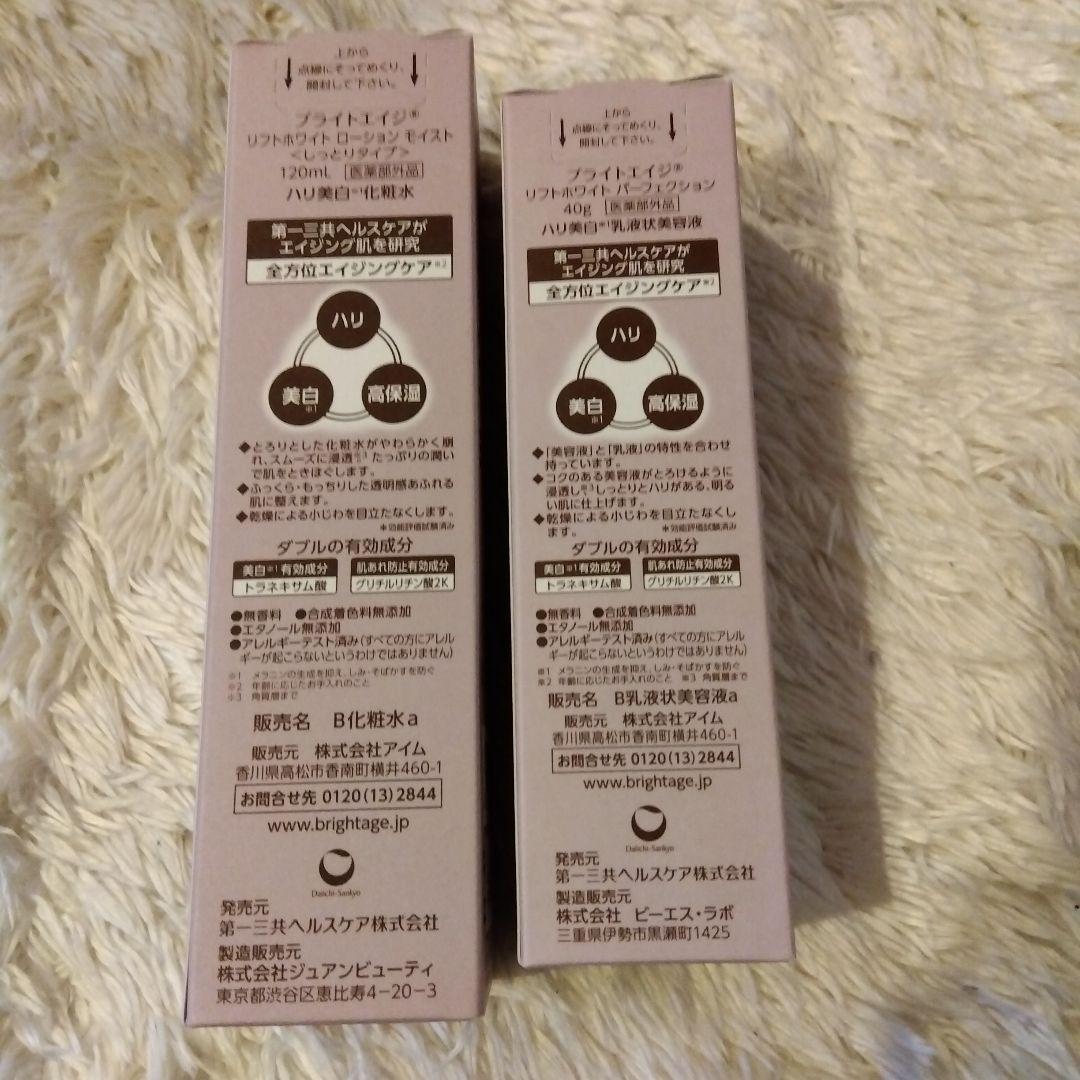 上から
点線にそってめくり、
開封して下さい。
ブライトエイジ®
リフトホワイト ローション モイスト
＜しっとりタイプ＞
120mL 医薬部外品
ハリ美白※1化粧水
第一三共ヘルスケアが
エイジング肌を研究
全方位エイジングケア※2
ハリ
美白※1
高保湿
◆とろりとした化粧水がやわらかく崩
れ、スムーズに浸透※3たっぷりの潤い
で肌をときほぐします。
◆ふっくら・もっちりした透明感あふれる
肌に整えます。
◆乾燥による小じわを目立たなくします。
＊効能評価試験済み
ダブルの有効成分
美白※1有効成分
トラネキサム酸
肌あれ防止有効成分
グリチルリチン酸2K
●無香料 ●合成着色料無添加
●エタノール無添加
●アレルギーテスト済み(すべての方にアレル
ギーが起こらないというわけではありません)
※1 メラニンの生成を抑え、しみ・そばかすを防ぐ
※2 年齢に応じたお手入れのこと
※3 角質層まで
販売名 B化粧水a
販売元 株式会社アイム
香川県高松市香南町横井460-1
お問合せ先 0120(13)2844
www.brightage.jp
Daiichi-Sankyo
発売元
第一三共ヘルスケア株式会社
製造販売元
株式会社ジュアンビューティ
東京都渋谷区恵比寿4-20-3
上から
点線にそってめくり、
開封して下さい。
ブライトエイジ®
リフトホワイト パーフェクション
40g 医薬部外品
ハリ美白※1乳液状美容液
第一三共ヘルスケアが
エイジング肌を研究
全方位エイジングケア※2
ハリ
美白※1
高保湿
◆「美容液」と「乳液」の特性を合わせ
持っています。
◆コクのある美容液がとろけるように
浸透し※3しっとりとハリがある、明る
い肌に仕上げます。
◆乾燥による小じわを目立たなくし
ます。
＊効能評価試験済み
ダブルの有効成分
美白※1有効成分
トラネキサム酸
肌あれ防止有効成分
グリチルリチン酸2K
●無香料 ●合成着色料無添加
●エタノール無添加
●アレルギーテスト済み(すべての方にアレル
ギーが起こらないというわけではありません)
※1 メラニンの生成を抑え、しみ・そばかすを防ぐ
※2 年齢に応じたお手入れのこと ※3 角質層まで
販売名 B乳液状美容液a
販売元 株式会社アイム
香川県高松市香南町横井460-1
お問合せ先 0120(13)2844
www.brightage.jp
Daiichi-Sankyo
発売元
第一三共ヘルスケア株式会社
製造販売元
株式会社 ビーエス・ラボ
三重県伊勢市黒瀬町1425